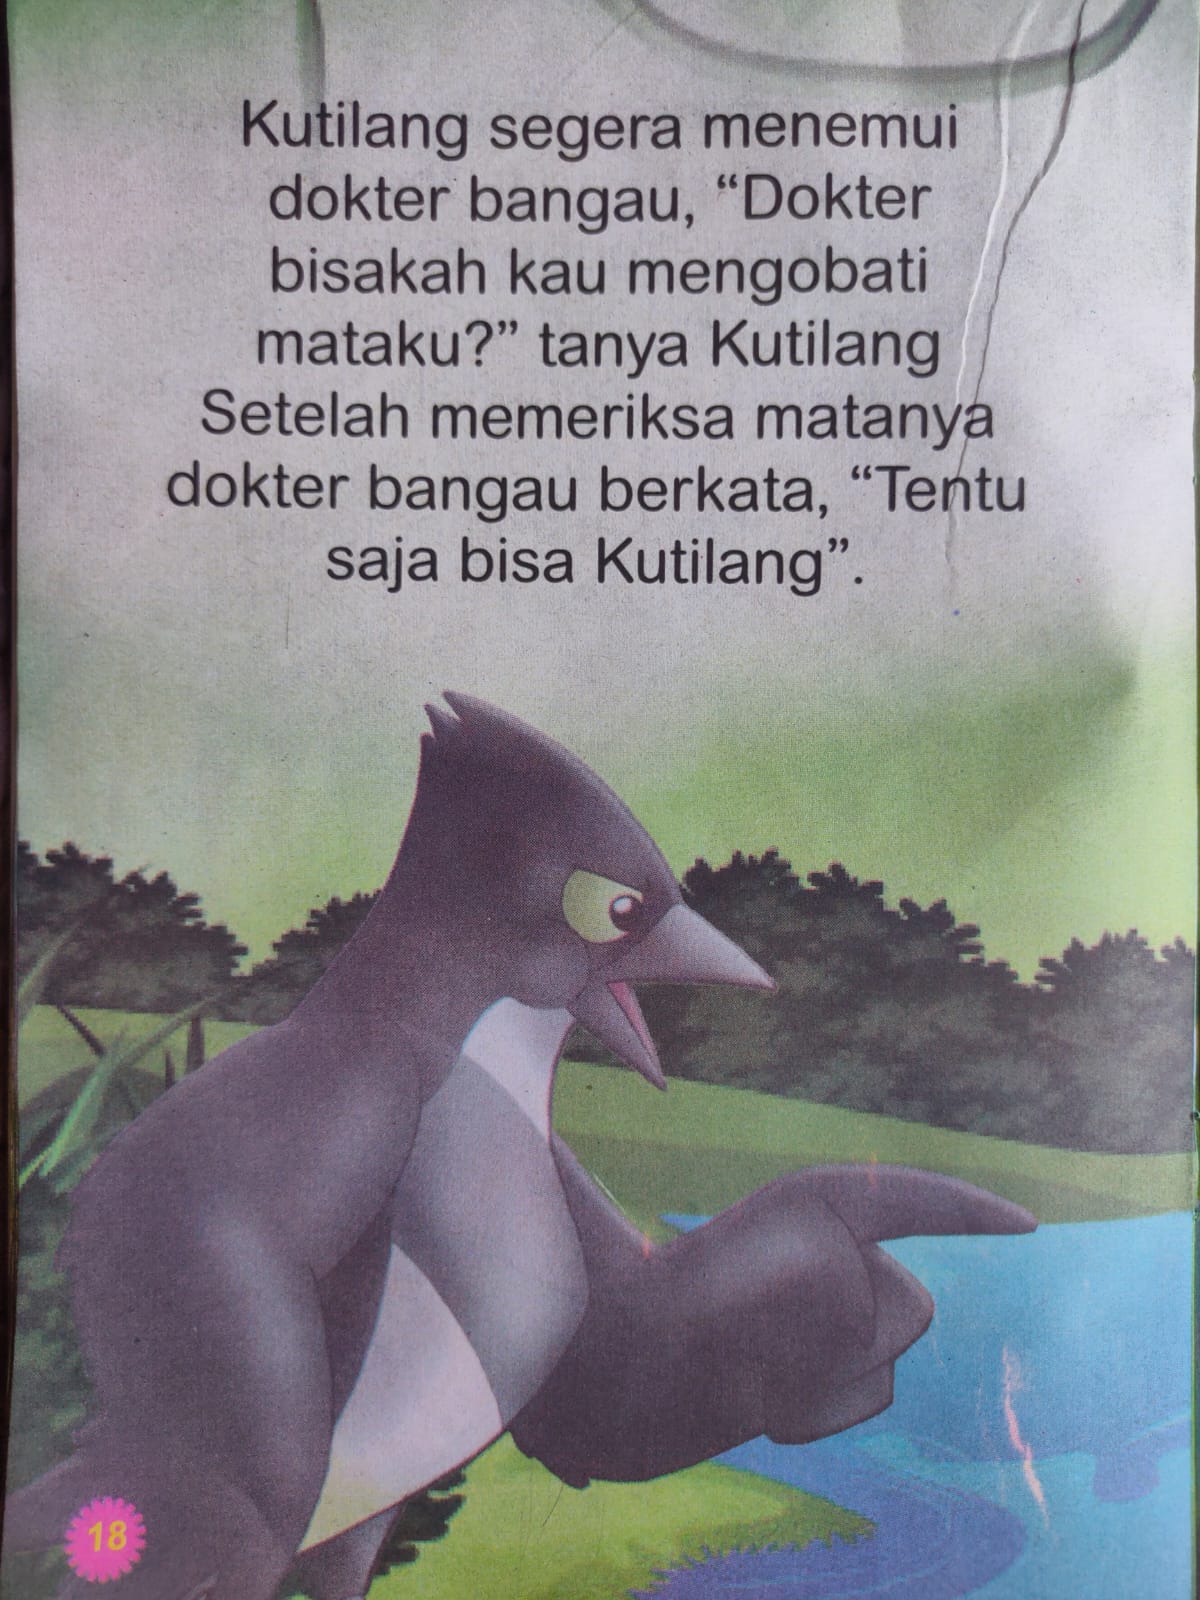 Kutilang segera menemui
dokter bangau, “Dokter
bisakah kau mengobati
mataku?” tanya Kutilang
Setelah memeriksa matanya
dokter bangau berkata, “Tentu
saja bisa Kutilang”.
18